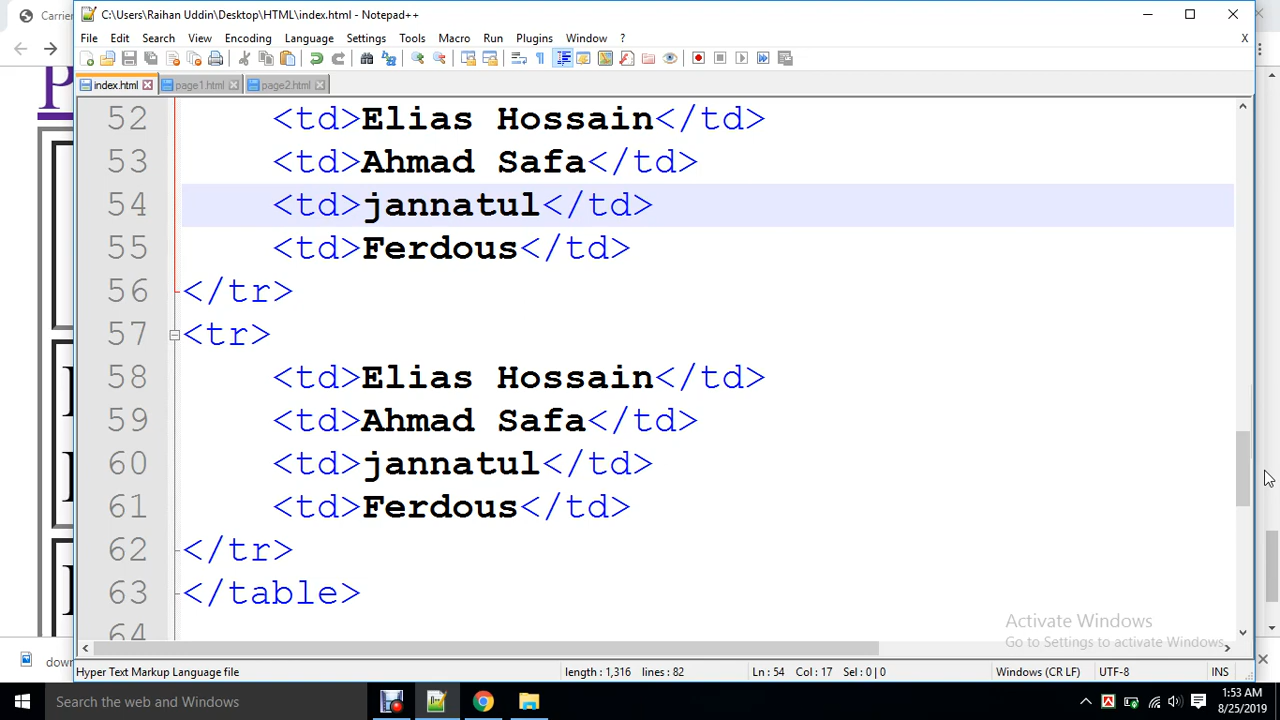 Carrier
C:\Users\Raihan Uddin\Desktop\HTML\index.html - Notepad++
File Edit Search View Encoding Language Settings Tools Macro Run Plugins Window ? X
index.html page1.html page2.html
52 <td>Elias Hossain</td>
53 <td>Ahmad Safa</td>
54 <td>jannatul</td>
55 <td>Ferdous</td>
56 </tr>
57 <tr>
58 <td>Elias Hossain</td>
59 <td>Ahmad Safa</td>
60 <td>jannatul</td>
61 <td>Ferdous</td>
62 </tr>
63 </table>
64
Activate Windows
Go to Settings to activate Windows.
dow
Hyper Text Markup Language file length : 1,316 lines : 82 Ln : 54 Col : 17 Sel : 0 | 0 Windows (CR LF) UTF-8 INS
Search the web and Windows
1:53 AM
8/25/2019